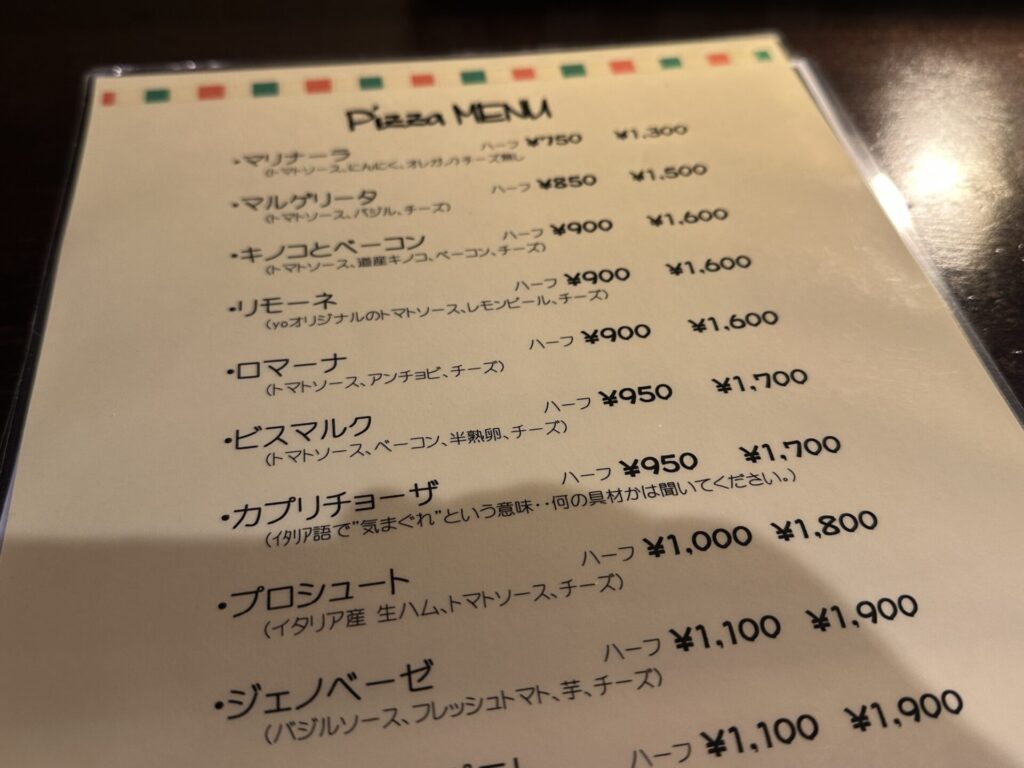 Pizza MENU
・マリナーラ ハーフ ¥750 ¥1,300
(トマトソース、にんにく、オレガノ)チーズ無し
・マルゲリータ ハーフ ¥850 ¥1,500
(トマトソース、バジル、チーズ)
・キノコとベーコン ハーフ ¥900 ¥1,600
(トマトソース、道産キノコ、ベーコン、チーズ)
・リモーネ ハーフ ¥900 ¥1,600
(yoオリジナルのトマトソース、レモンピール、チーズ)
・ロマーナ ハーフ ¥900 ¥1,600
(トマトソース、アンチョビ、チーズ)
・ビスマルク ハーフ ¥950 ¥1,700
(トマトソース、ベーコン、半熟卵、チーズ)
・カプリチョーザ ハーフ ¥950 ¥1,700
(イタリア語で"気まぐれ"という意味・・何の具材かは聞いてください。)
・プロシュート ハーフ ¥1,000 ¥1,800
(イタリア産 生ハム、トマトソース、チーズ)
・ジェノベーゼ ハーフ ¥1,100 ¥1,900
(バジルソース、フレッシュトマト、芋、チーズ)
ハーフ ¥1,100 ¥1,900